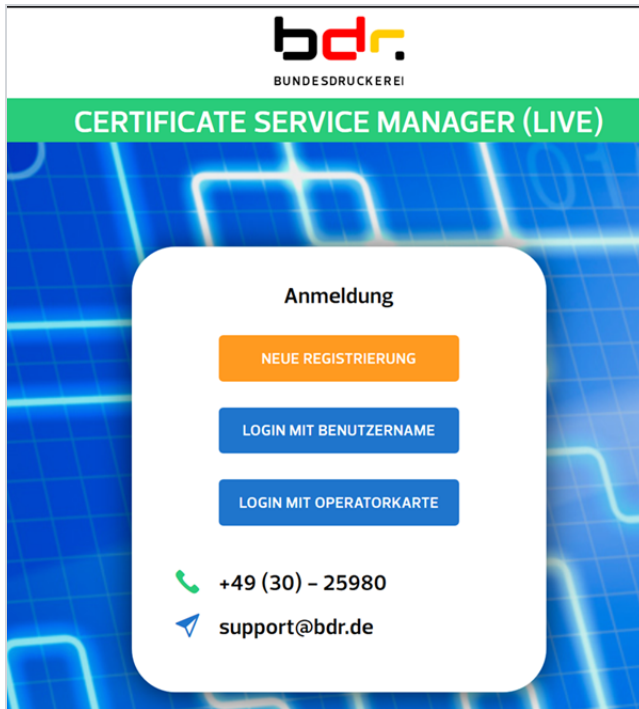 bdr.
BUNDESDRUCKEREI
CERTIFICATE SERVICE MANAGER (LIVE)
01
Anmeldung
NEUE REGISTRIERUNG
LOGIN MIT BENUTZERNAME
LOGIN MIT OPERATORKARTE
+49 (30) – 25980
support@bdr.de